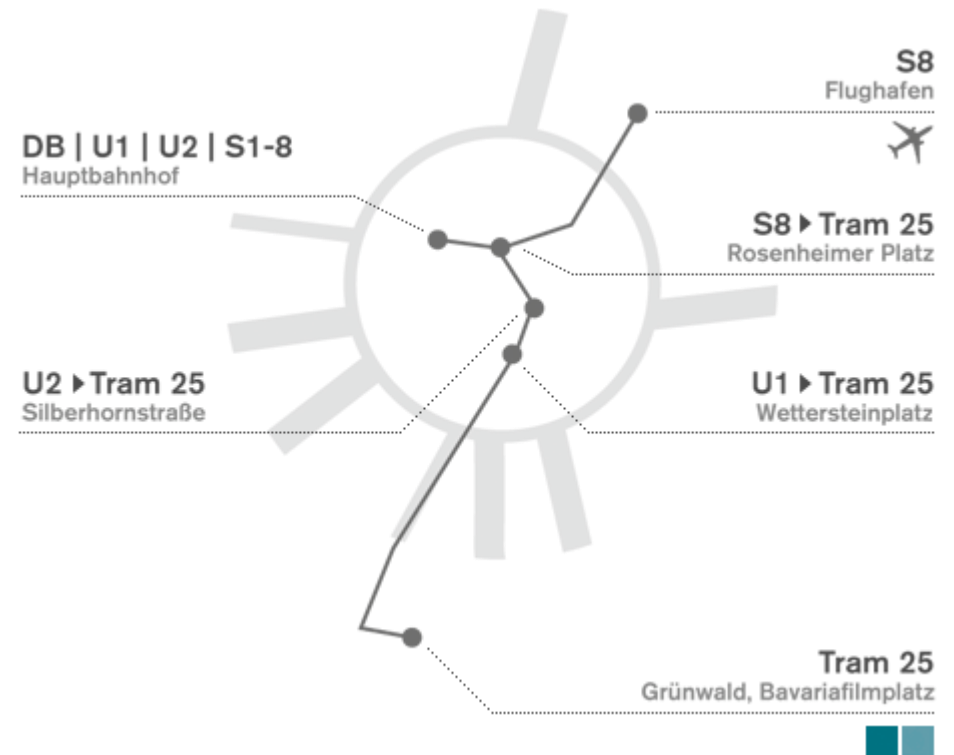 S8
Flughafen
DB | U1 | U2 | S1-8
Hauptbahnhof
S8 ▸ Tram 25
Rosenheimer Platz
U2 ▸ Tram 25
Silberhornstraße
U1 ▸ Tram 25
Wettersteinplatz
Tram 25
Grünwald, Bavariafilmplatz